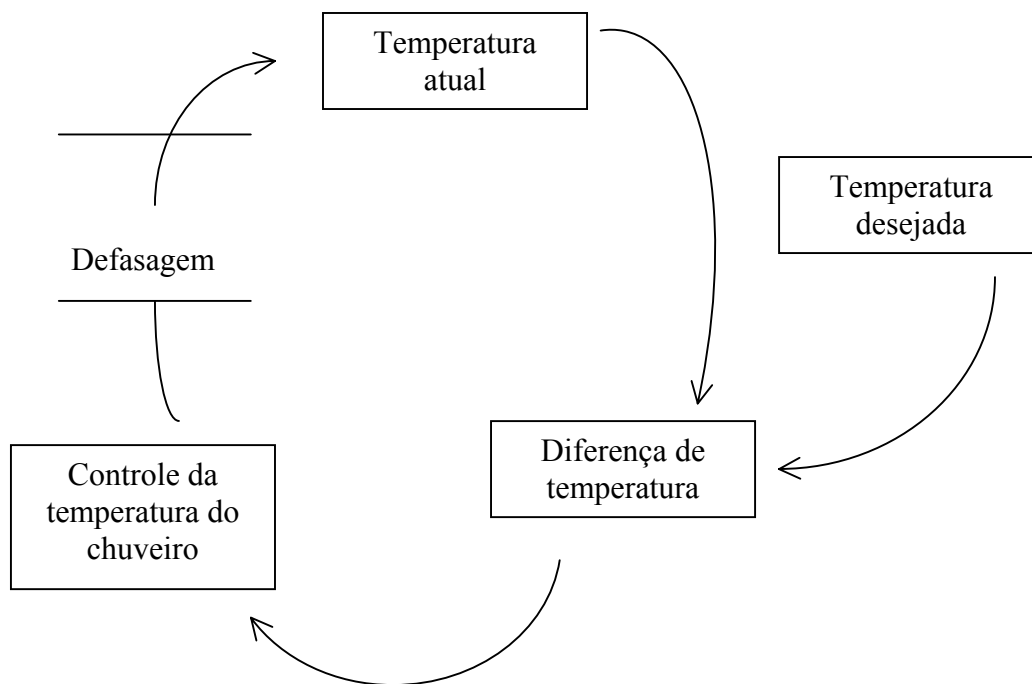 Temperatura
atual
Temperatura
desejada
Defasagem
Diferença de
temperatura
Controle da
temperatura do
chuveiro